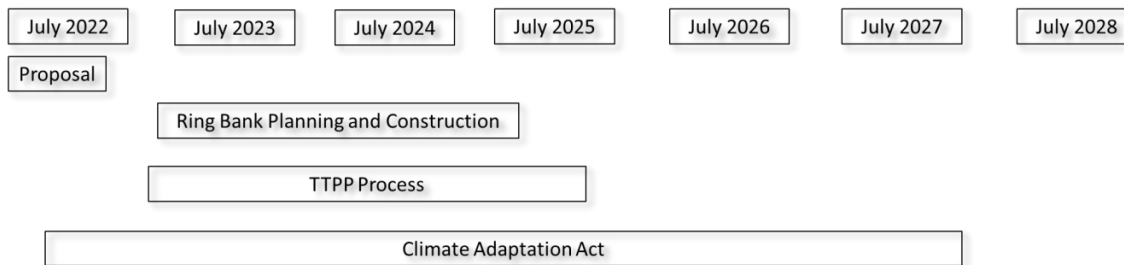 July 2022
July 2023
July 2024
July 2025
July 2026
July 2027
July 2028
Proposal
Ring Bank Planning and Construction
TTPP Process
Climate Adaptation Act